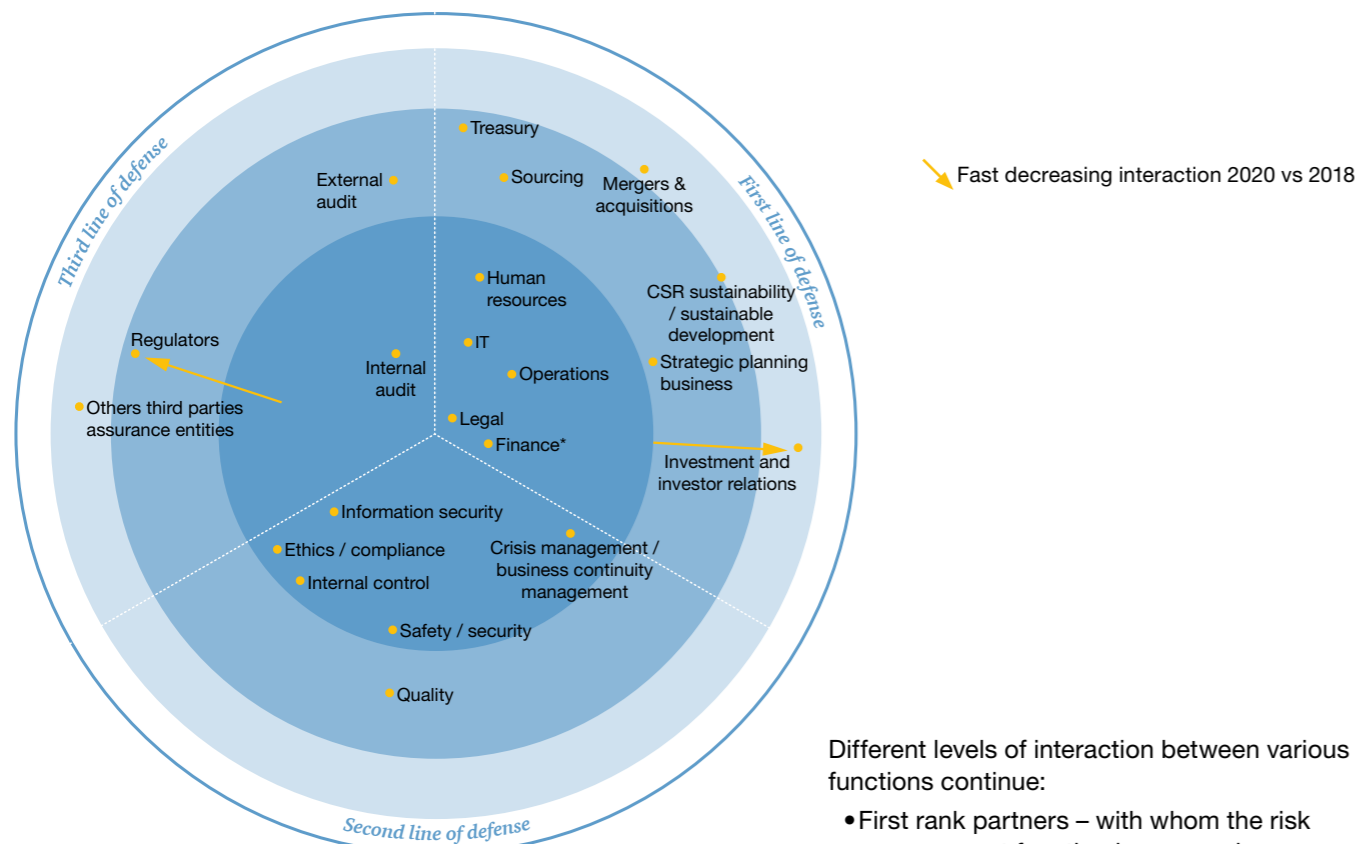 Third line of defense
First line of defense
Second line of defense
Treasury
Sourcing
Mergers &
acquisitions
External
audit
Human
resources
CSR sustainability
/ sustainable
development
IT
Regulators
Internal
audit
Operations
Strategic planning
business
Others third parties
assurance entities
Legal
Finance*
Investment and
investor relations
Information security
Ethics / compliance
Internal control
Crisis management /
business continuity
management
Safety / security
Quality
Fast decreasing interaction 2020 vs 2018
Different levels of interaction between various
functions continue:
•First rank partners – with whom the risk